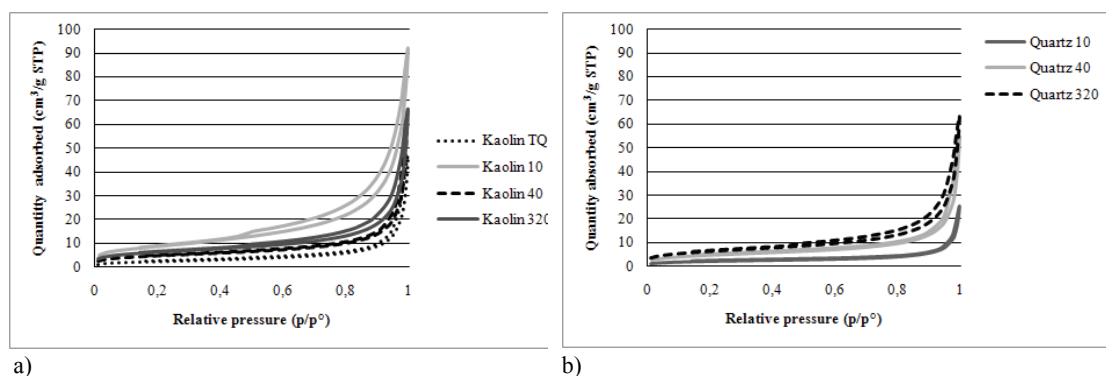 Quantity adsorbed (cm³/g STP)
100
90
80
70
60
50
40
30
20
10
0
0
0,2
0,4
0,6
0,8
1
Relative pressure (p/p°)
Kaolin TQ
Kaolin 10
Kaolin 40
Kaolin 320
a)
Quantity absorbed (cm³/g STP)
100
90
80
70
60
50
40
30
20
10
0
0
0,2
0,4
0,6
0,8
1
Relative pressure (p/p°)
Quartz 10
Quatrz 40
Quartz 320
b)